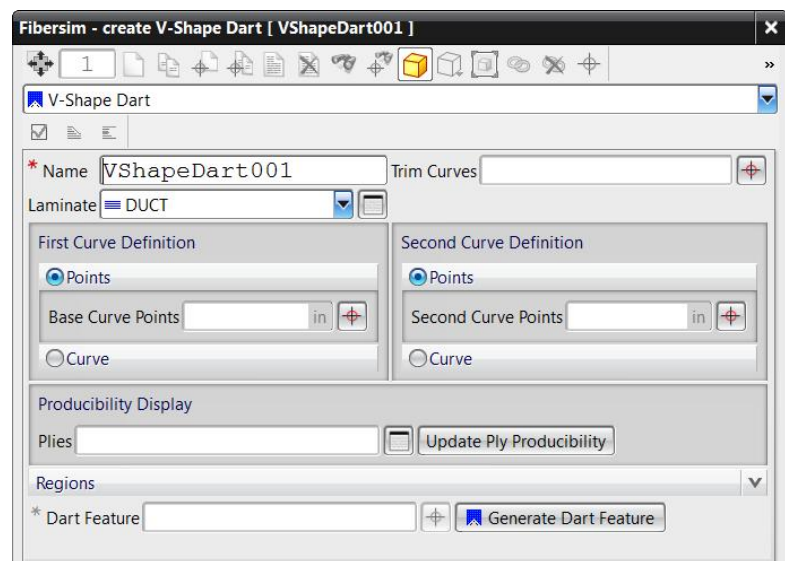 Fibersim - create V-Shape Dart [ VShapeDart001 ]
1 »
V-Shape Dart
* Name VShapeDart001 Trim Curves
Laminate DUCT
First Curve Definition Second Curve Definition
Points Points
Base Curve Points in Second Curve Points in
Curve Curve
Producibility Display
Plies Update Ply Producibility
Regions
* Dart Feature Generate Dart Feature